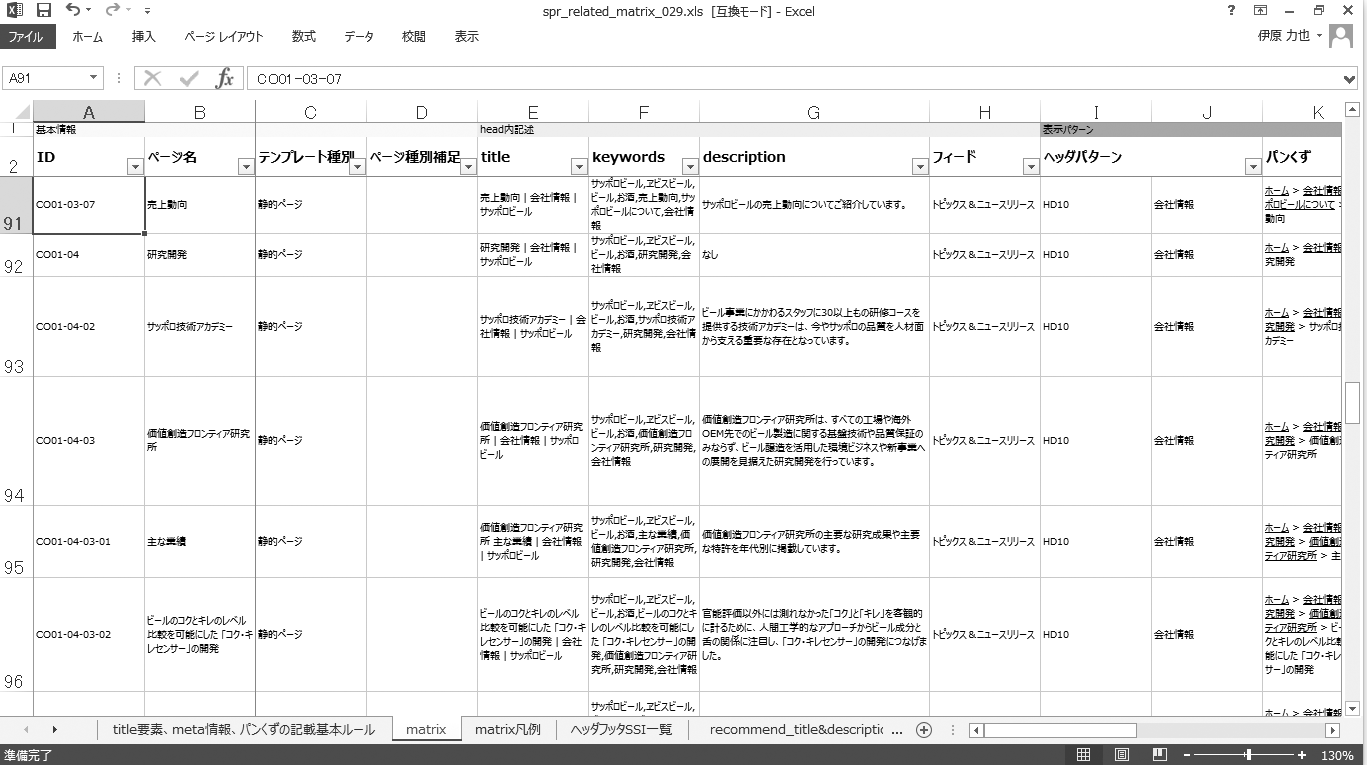 spr_related_matrix_029.xls [互換モード] - Excel
ファイル ホーム 挿入 ページ レイアウト 数式 データ 校閲 表示
伊原 力也
A91
fx
CO01-03-07
A B C D E F G H I J K
1 基本情報 head内記述 表示パターン
2 ID ページ名 テンプレート種別 ページ種別補足 title keywords description フィード ヘッダパターン パンくず
91
CO01-03-07
売上動向
静的ページ
売上動向 | 会社情報 |
サッポロビール
サッポロビール,ヱビスビール,
ビール,お酒,売上動向,サッ
ポロビールについて,会社情
報
サッポロビールの売上動向についてご紹介しています。
トピックス&ニュースリリース
HD10
会社情報
ホーム > 会社情報
ポロビールについて >
動向
92
CO01-04
研究開発
静的ページ
研究開発 | 会社情報 |
サッポロビール
サッポロビール,ヱビスビール,
ビール,お酒,研究開発,会
社情報
なし
トピックス&ニュースリリース
HD10
会社情報
ホーム > 会社情報
究開発
93
CO01-04-02
サッポロ技術アカデミー
静的ページ
サッポロ技術アカデミー | 会
社情報 | サッポロビール
サッポロビール,ヱビスビール,
ビール,お酒,サッポロ技術ア
カデミー,研究開発,会社情
報
ビール事業にかかわるスタッフに30以上もの研修コースを
提供する技術アカデミーは、今やサッポロの品質を人材面
から支える重要な存在となっています。
トピックス&ニュースリリース
HD10
会社情報
ホーム > 会社情報
究開発 > サッポロ技
カデミー
94
CO01-04-03
価値創造フロンティア研究
所
静的ページ
価値創造フロンティア研究
所 | 会社情報 | サッポロ
ビール
サッポロビール,ヱビスビール,
ビール,お酒,価値創造フロ
ンティア研究所,研究開発,
会社情報
価値創造フロンティア研究所は、すべての工場や海外
OEM先でのビール製造に関する基盤技術や品質保証の
みならず、ビール醸造を活用した環境ビジネスや新事業へ
の展開を見据えた研究開発を行っています。
トピックス&ニュースリリース
HD10
会社情報
ホーム > 会社情報
究開発 > 価値創
ティア研究所
95
CO01-04-03-01
主な業績
静的ページ
価値創造フロンティア研究
所 主な業績 | 会社情報
| サッポロビール
サッポロビール,ヱビスビール,
ビール,お酒,主な業績,価
値創造フロンティア研究所,
研究開発,会社情報
価値創造フロンティア研究所の主要な研究成果や主要
な特許を年代別に掲載しています。
トピックス&ニュースリリース
HD10
会社情報
ホーム > 会社情報
究開発 > 価値創
ティア研究所 > 主
96
CO01-04-03-02
ビールのコクとキレのレベル
比較を可能にした「コク・キ
レセンサー」の開発
静的ページ
ビールのコクとキレのレベル
比較を可能にした「コク・キ
レセンサー」の開発 | 会社
情報 | サッポロビール
サッポロビール,ヱビスビール,
ビール,お酒,ビールのコクとキ
レのレベル比較を可能にし
た「コク・キレセンサー」の開
発,価値創造フロンティア研
究所,研究開発,会社情報
官能評価以外には測れなかった「コク」と「キレ」を客観的
に計るために、人間工学的なアプローチからビール成分と
舌の関係に注目し、「コク・キレセンサー」の開発につなげま
した。
トピックス&ニュースリリース
HD10
会社情報
ホーム > 会社情報
究開発 > 価値創
ティア研究所 > ビ
クとキレのレベル比較
能にした「コク・キレ
サー」の開発
サッポロビール,ヱビスビール,
ホーム > 会社情報
title要素、meta情報、パンくずの記載基本ルール matrix matrix凡例 ヘッダフッタSSI一覧 recommend_title&descriptic ...
準備完了
130%